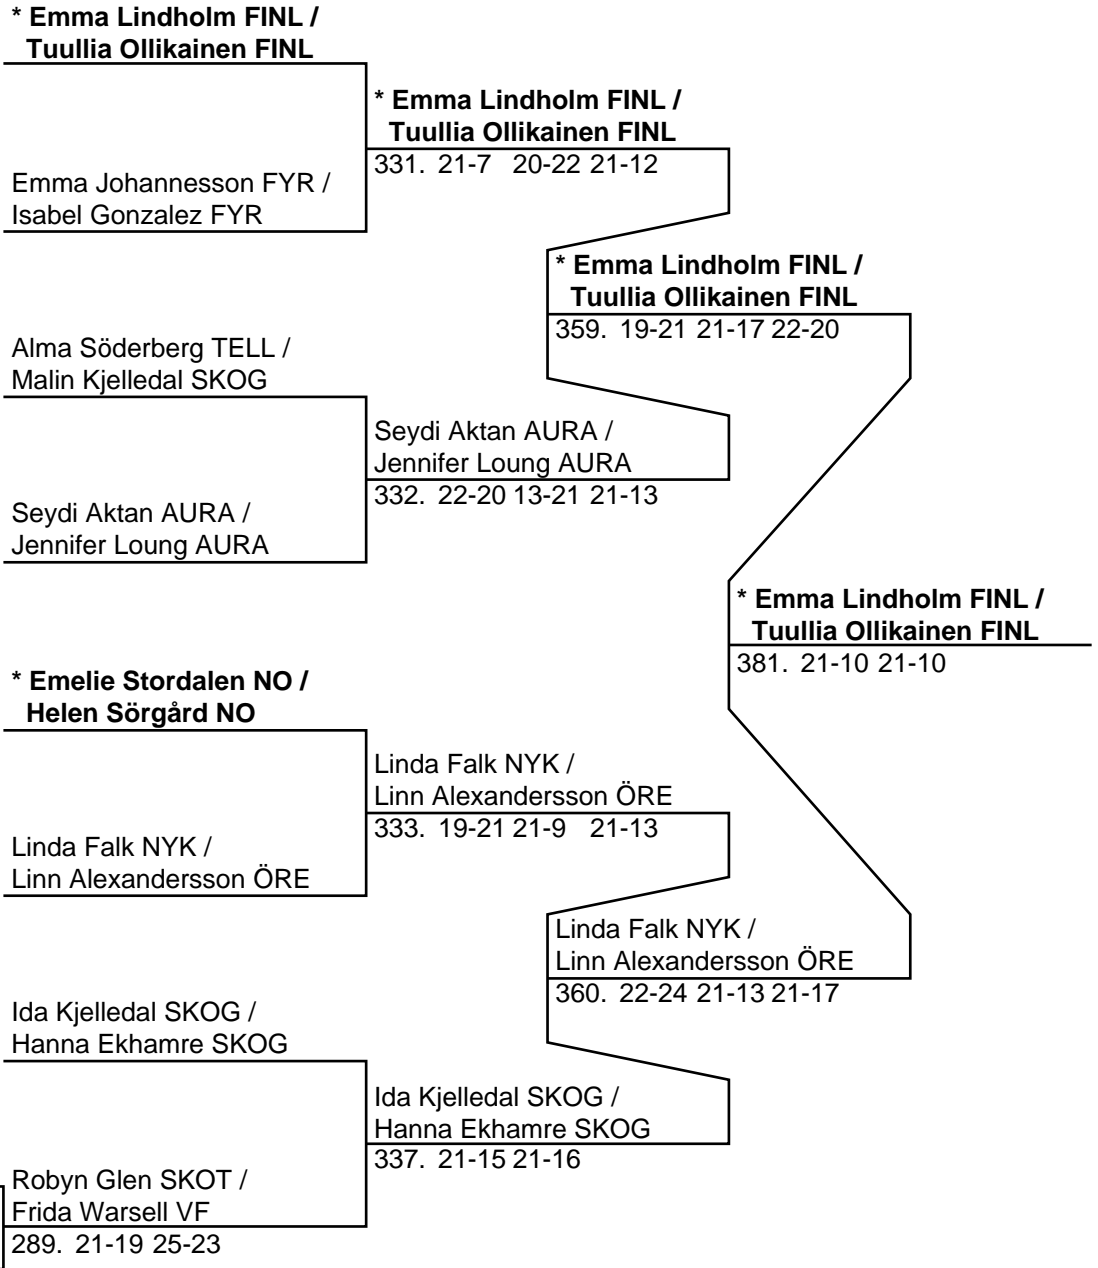 * Emma Lindholm FINL /
Tuullia Ollikainen FINL
* Emma Lindholm FINL /
Tuullia Ollikainen FINL
331. 21-7 20-22 21-12
Emma Johannesson FYR /
Isabel Gonzalez FYR
* Emma Lindholm FINL /
Tuullia Ollikainen FINL
359. 19-21 21-17 22-20
Alma Söderberg TELL /
Malin Kjelledal SKOG
Seydi Aktan AURA /
Jennifer Loung AURA
332. 22-20 13-21 21-13
Seydi Aktan AURA /
Jennifer Loung AURA
* Emma Lindholm FINL /
Tuullia Ollikainen FINL
381. 21-10 21-10
* Emelie Stordalen NO /
Helen Sörgård NO
Linda Falk NYK /
Linn Alexandersson ÖRE
333. 19-21 21-9 21-13
Linda Falk NYK /
Linn Alexandersson ÖRE
Linda Falk NYK /
Linn Alexandersson ÖRE
360. 22-24 21-13 21-17
Ida Kjelledal SKOG /
Hanna Ekhamre SKOG
Ida Kjelledal SKOG /
Hanna Ekhamre SKOG
337. 21-15 21-16
Robyn Glen SKOT /
Frida Warsell VF
289. 21-19 25-23